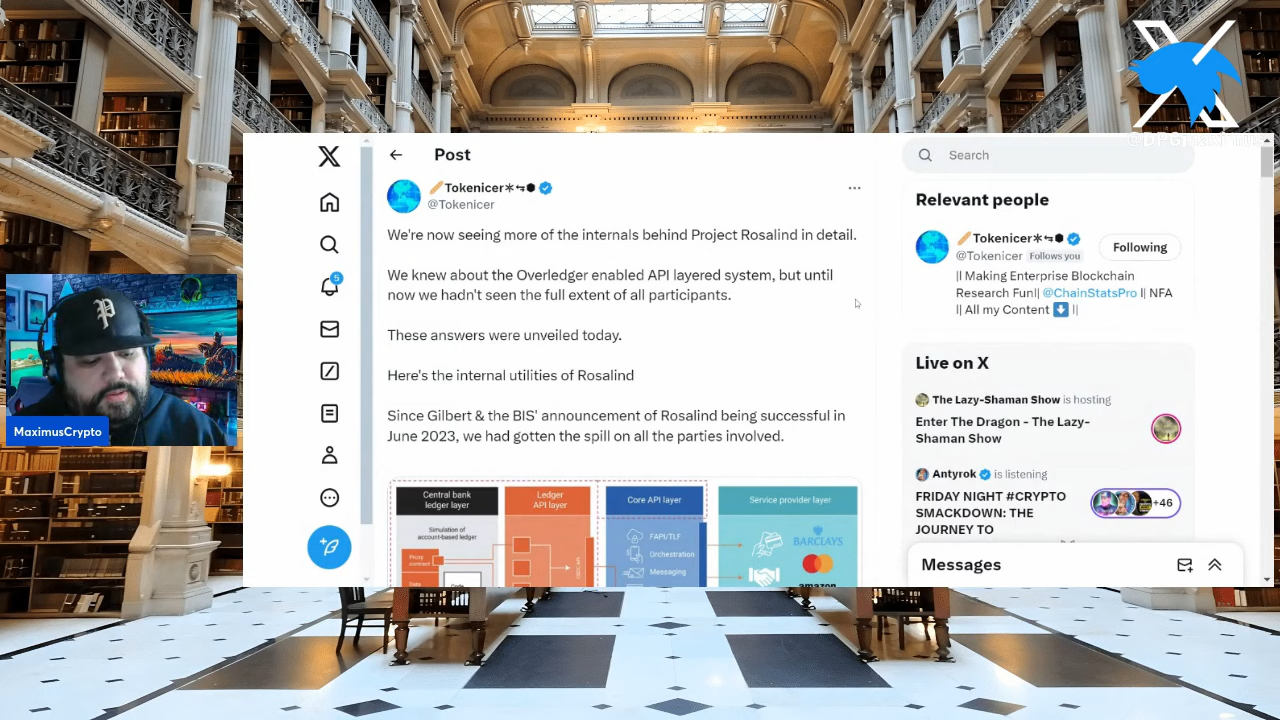 Post
Search
Tokenicer
@Tokenicer
We're now seeing more of the internals behind Project Rosalind in detail.
We knew about the Overledger enabled API layered system, but until
now we hadn't seen the full extent of all participants.
These answers were unveiled today.
Here's the internal utilities of Rosalind
Since Gilbert & the BIS' announcement of Rosalind being successful in
June 2023, we had gotten the spill on all the parties involved.
Central bank
ledger layer
Ledger
API layer
Core API layer
Service provider layer
Simulation of
account-based ledger
Proxy
contract
Data
Code
FAPI/TLF
Orchestration
Messaging
BARCLAYS
amazon
Relevant people
Tokenicer
@Tokenicer Follows you
Following
|| Making Enterprise Blockchain
Research Fun|| @ChainStatsPro || NFA
|| All my Content ⬇ ||
Live on X
The Lazy-Shaman Show is hosting
Enter The Dragon - The Lazy-
Shaman Show
Antyrok is listening
FRIDAY NIGHT #CRYPTO
SMACKDOWN: THE
JOURNEY TO
+46
Messages
5
MaximusCrypto
P